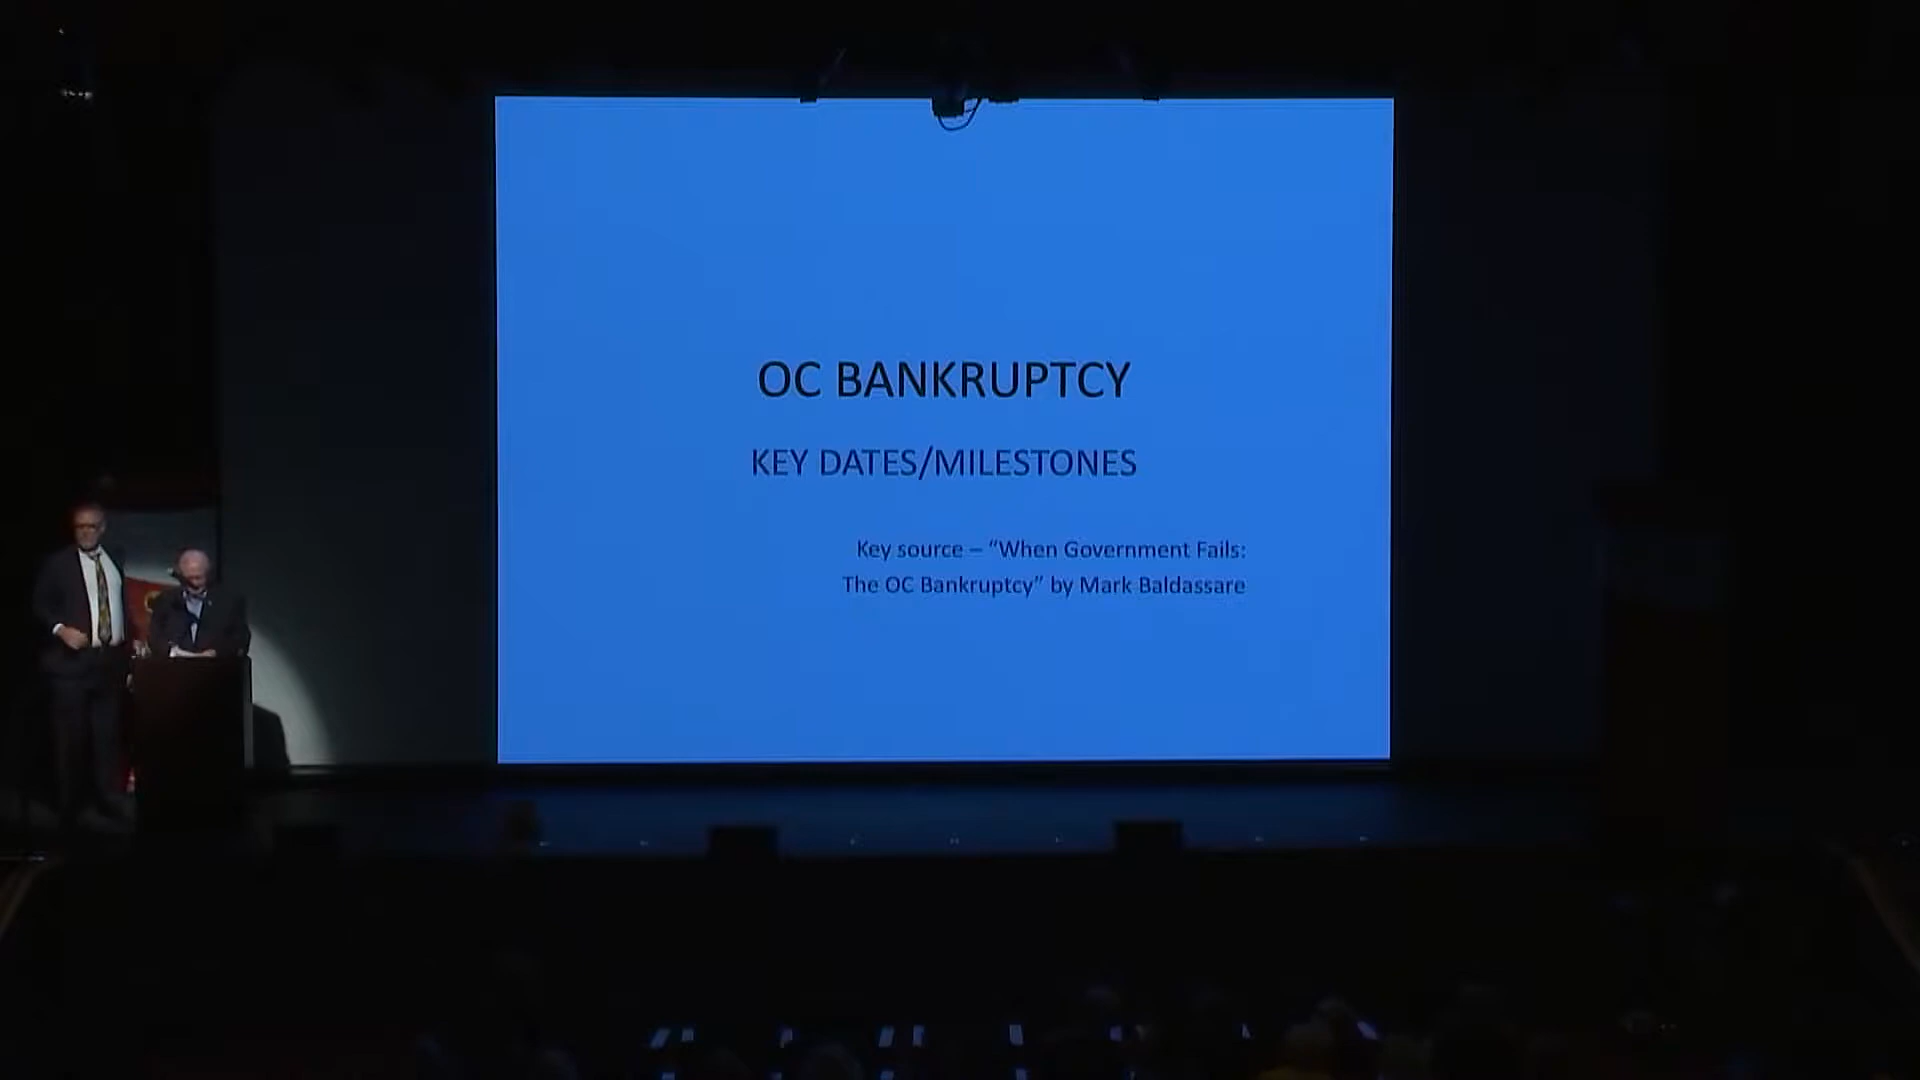 OC BANKRUPTCY
KEY DATES/MILESTONES
Key source – “When Government Fails:
The OC Bankruptcy” by Mark Baldassare